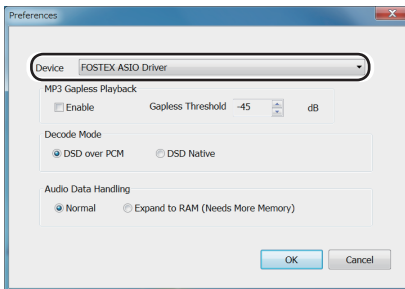 Preferences
Device FOSTEX ASIO Driver
MP3 Gapless Playback
Enable Gapless Threshold -45 dB
Decode Mode
DSD over PCM DSD Native
Audio Data Handling
Normal Expand to RAM (Needs More Memory)
OK Cancel